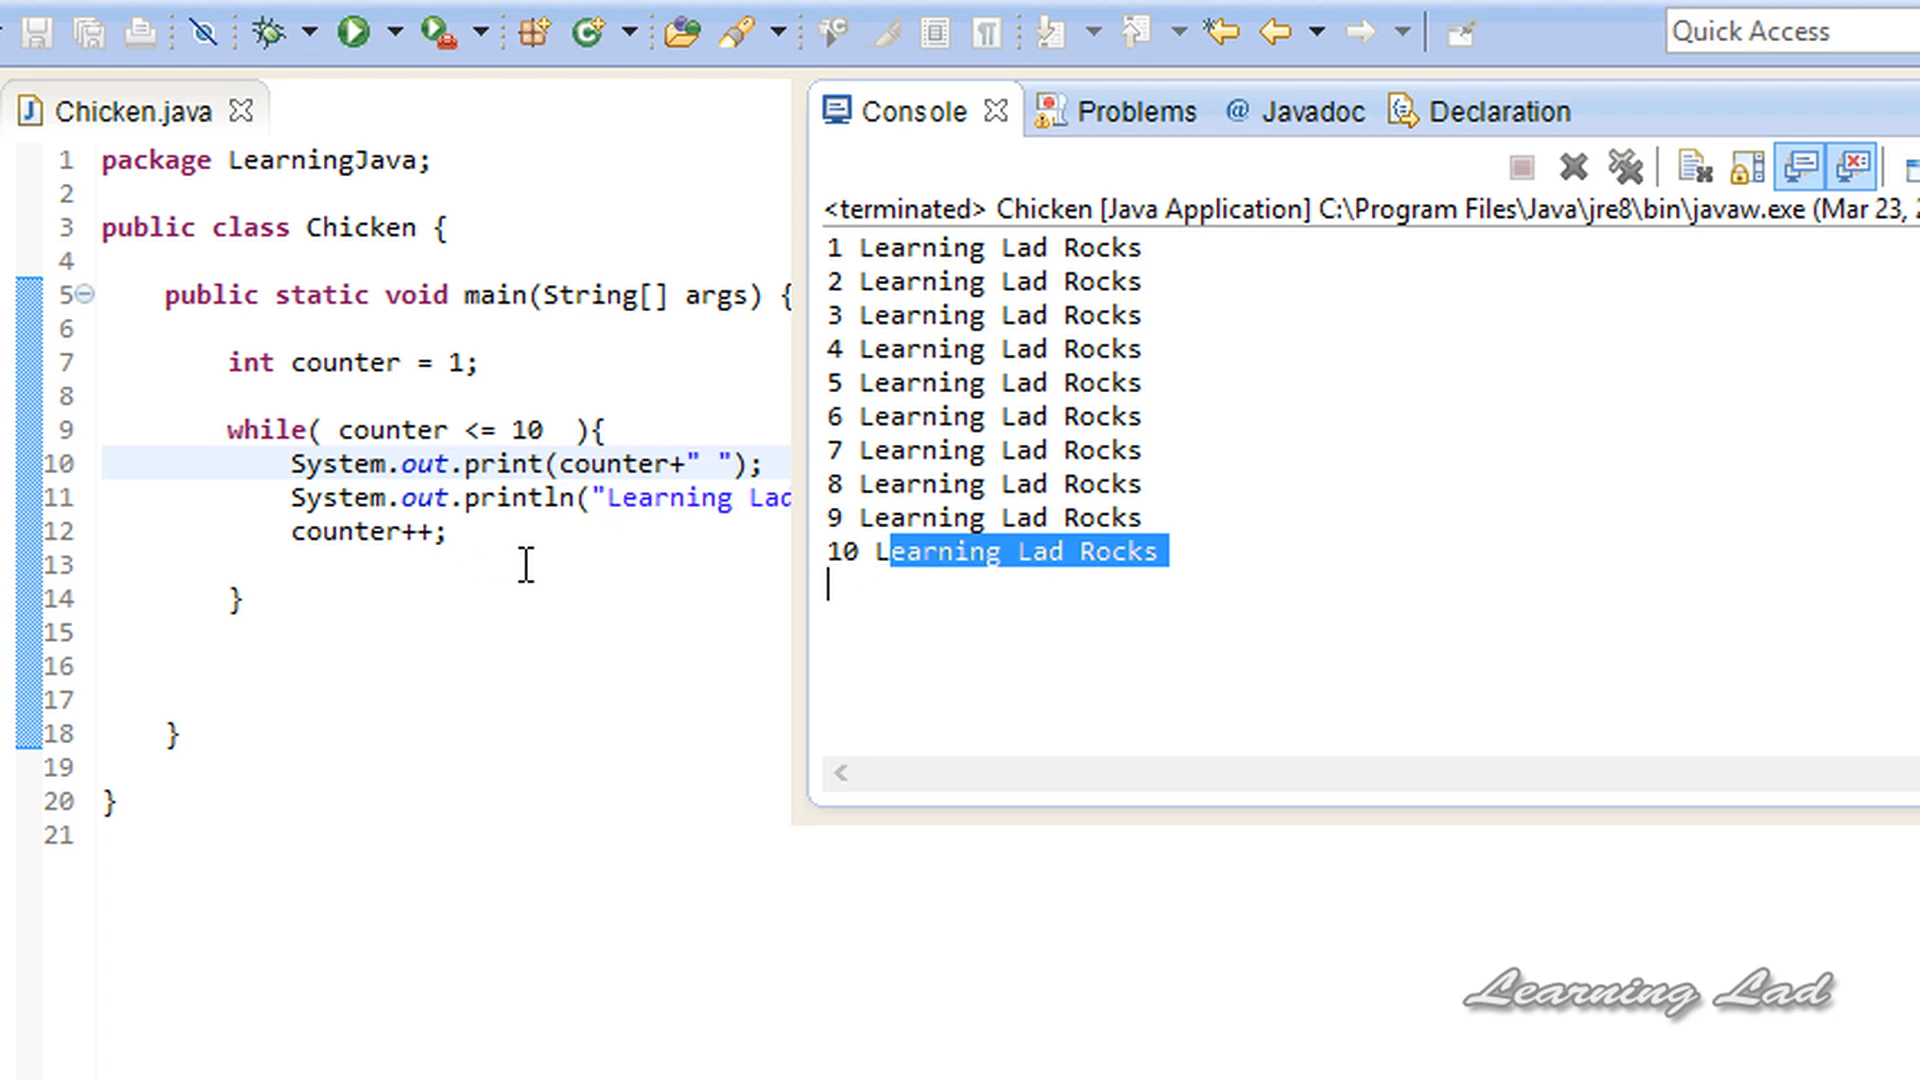 Quick Access
Chicken.java
Console Problems @ Javadoc Declaration
<terminated> Chicken [Java Application] C:\Program Files\Java\jre8\bin\javaw.exe (Mar 23, 2
1 package LearningJava;
2
3 public class Chicken {
4
5 public static void main(String[] args) {
6
7 int counter = 1;
8
9 while( counter <= 10 ){
10 System.out.print(counter+" ");
11 System.out.println("Learning Lad
12 counter++;
13
14 }
15
16
17
18 }
19
20 }
21
1 Learning Lad Rocks
2 Learning Lad Rocks
3 Learning Lad Rocks
4 Learning Lad Rocks
5 Learning Lad Rocks
6 Learning Lad Rocks
7 Learning Lad Rocks
8 Learning Lad Rocks
9 Learning Lad Rocks
10 Learning Lad Rocks
Learning Lad